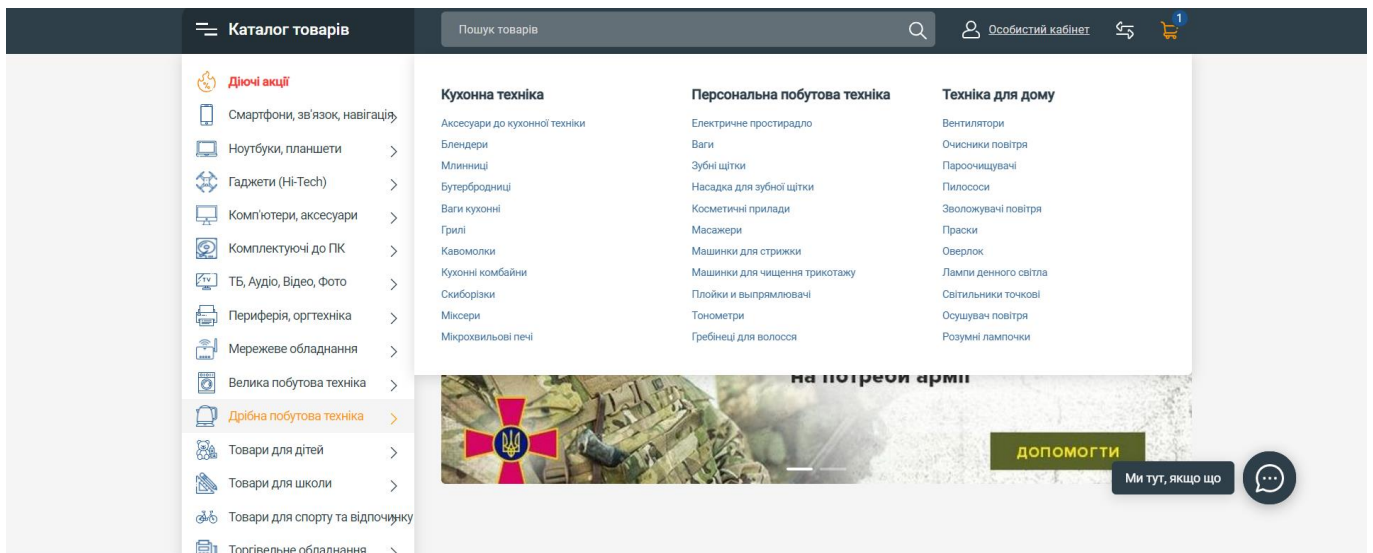 Каталог товарів
Пошук товарів
Особистий кабінет
1
Діючі акції
Смартфони, зв'язок, навігація
Ноутбуки, планшети
Гаджети (Hi-Tech)
Комп'ютери, аксесуари
Комплектуючі до ПК
ТБ, Аудіо, Відео, Фото
Периферія, оргтехніка
Мережеве обладнання
Велика побутова техніка
Дрібна побутова техніка
Товари для дітей
Товари для школи
Товари для спорту та відпочинку
Торгівельне обладнання
Кухонна техніка
Аксесуари до кухонної техніки
Блендери
Млинниці
Бутербродниці
Ваги кухонні
Грилі
Кавомолки
Кухонні комбайни
Скиборізки
Міксери
Мікрохвильові печі
Персональна побутова техніка
Електричне простирадло
Ваги
Зубні щітки
Насадка для зубної щітки
Косметичні прилади
Масажери
Машинки для стрижки
Машинки для чищення трикотажу
Плойки и выпрямлювачі
Тонометри
Гребінеці для волосся
Техніка для дому
Вентилятори
Очисники повітря
Пароочищувачі
Пилососи
Зволожувачі повітря
Праски
Оверлок
Лампи денного світла
Світильники точкові
Осушувач повітря
Розумні лампочки
на потреби армії
ДОПОМОГТИ
Ми тут, якщо що